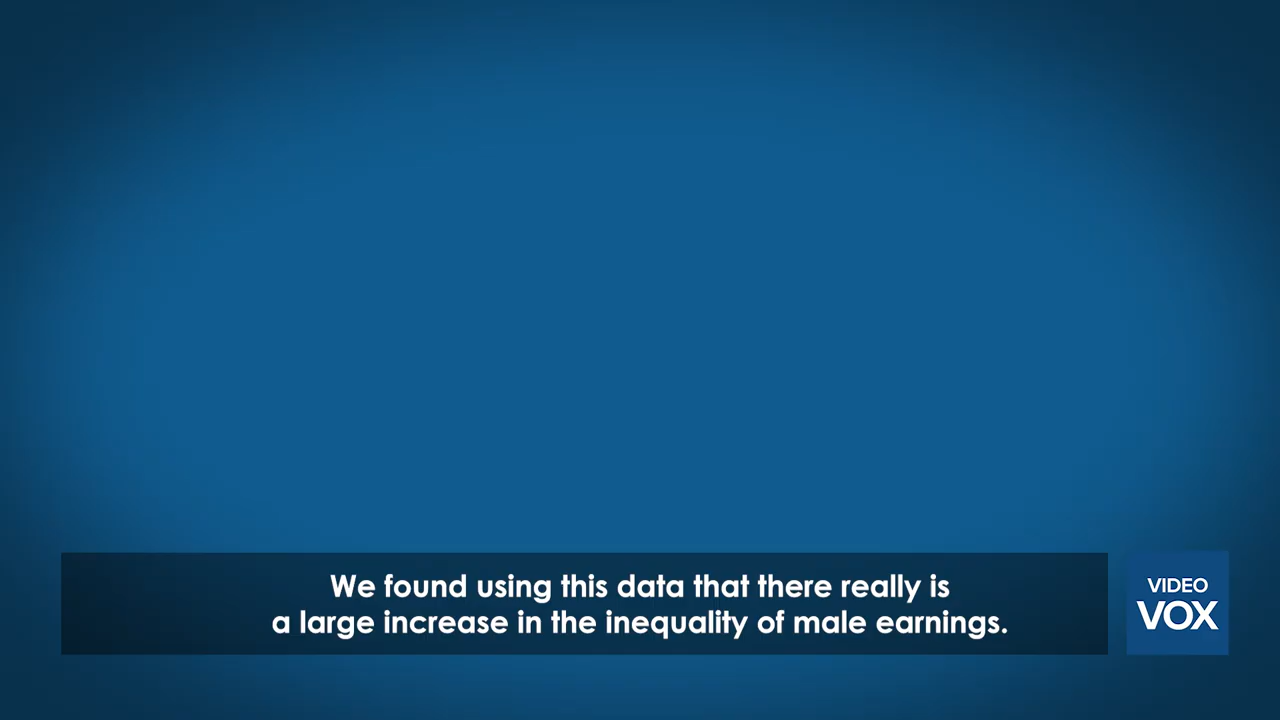 We found using this data that there really is
a large increase in the inequality of male earnings.
VIDEO
VOX